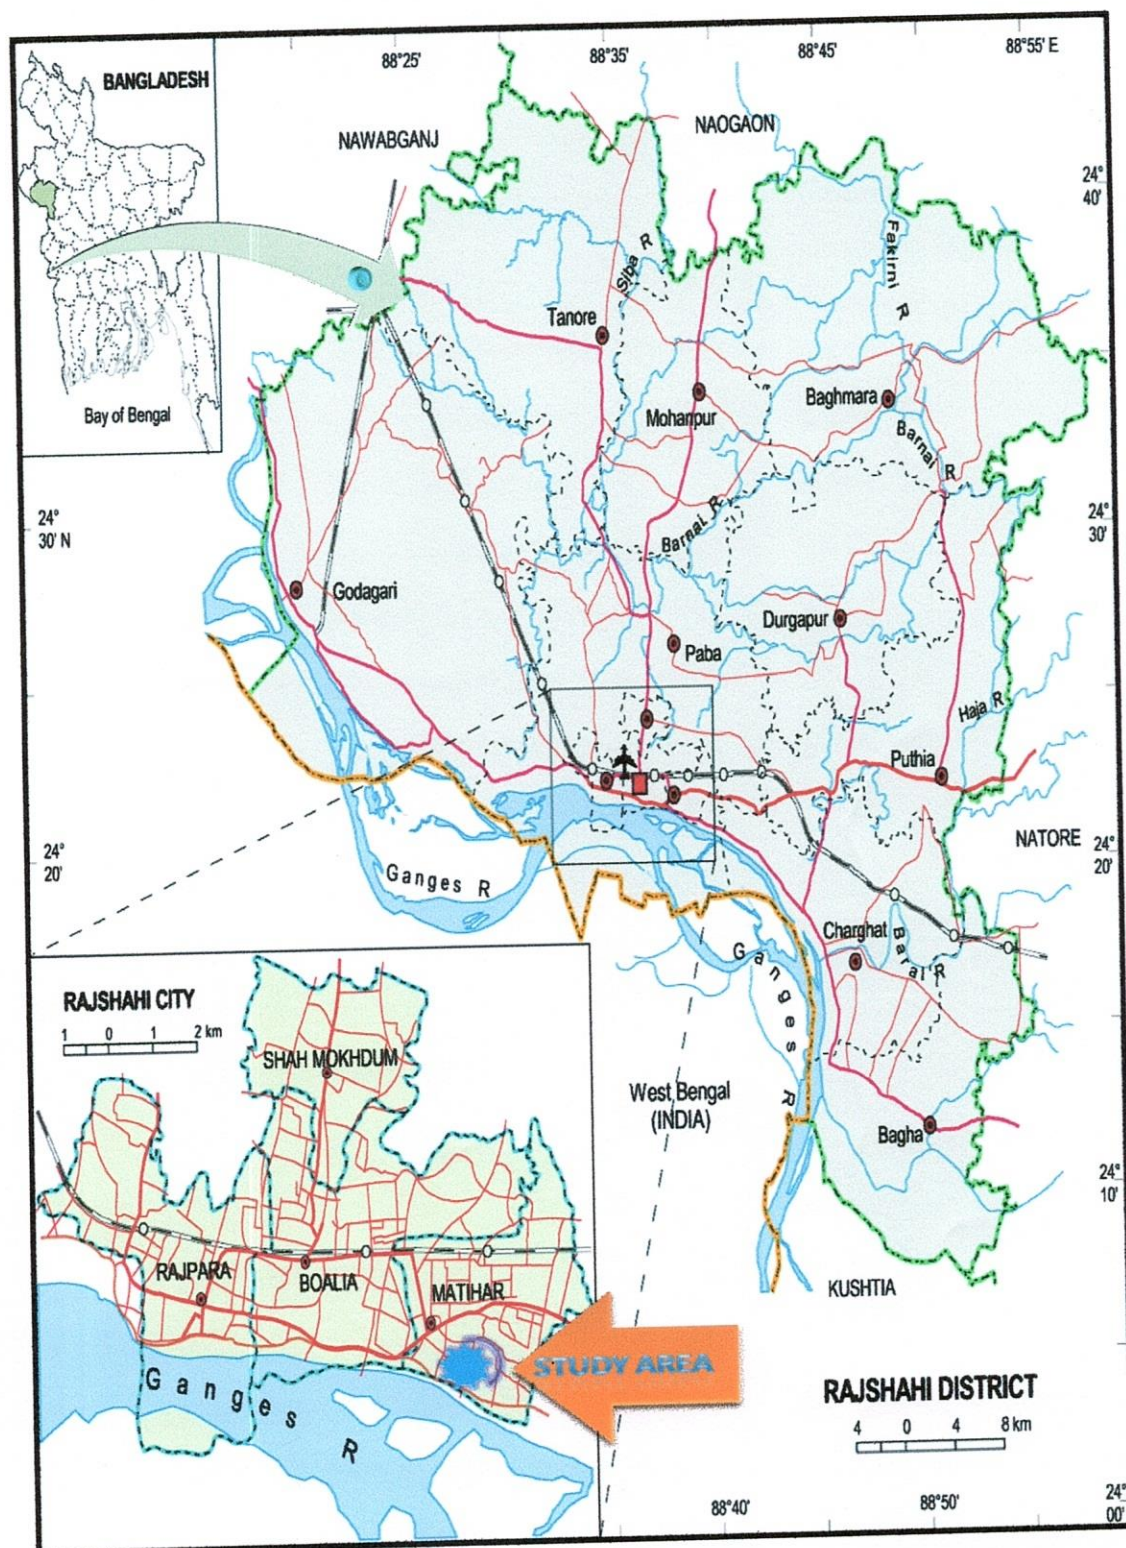 88°25'
88°35'
88°45'
88°55' E
BANGLADESH
NAWABGANJ
NAOGAON
24°
40'
Siba R
Fakirni R
Tanore
Mohanpur
Baghmara
Barnai R
Bay of Bengal
24°
30' N
24°
30'
Barnai R
Godagari
Durgapur
Paba
Haja R
Puthia
NATORE
24°
20'
24°
20'
Ganges R
Charghat
Baral R
Ganges R
RAJSHAHI CITY
1 0 1 2 km
SHAH MOKHDUM
West Bengal
(INDIA)
Bagha
24°
10'
RAJPARA
BOALIA
MATIHAR
KUSHTIA
STUDY AREA
Ganges R
RAJSHAHI DISTRICT
4 0 4 8 km
88°40'
88°50'
24°
00'